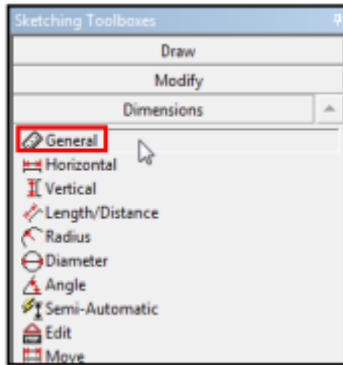 Sketching Toolboxes
Draw
Modify
Dimensions
General
Horizontal
Vertical
Length/Distance
Radius
Diameter
Angle
Semi-Automatic
Edit
Move